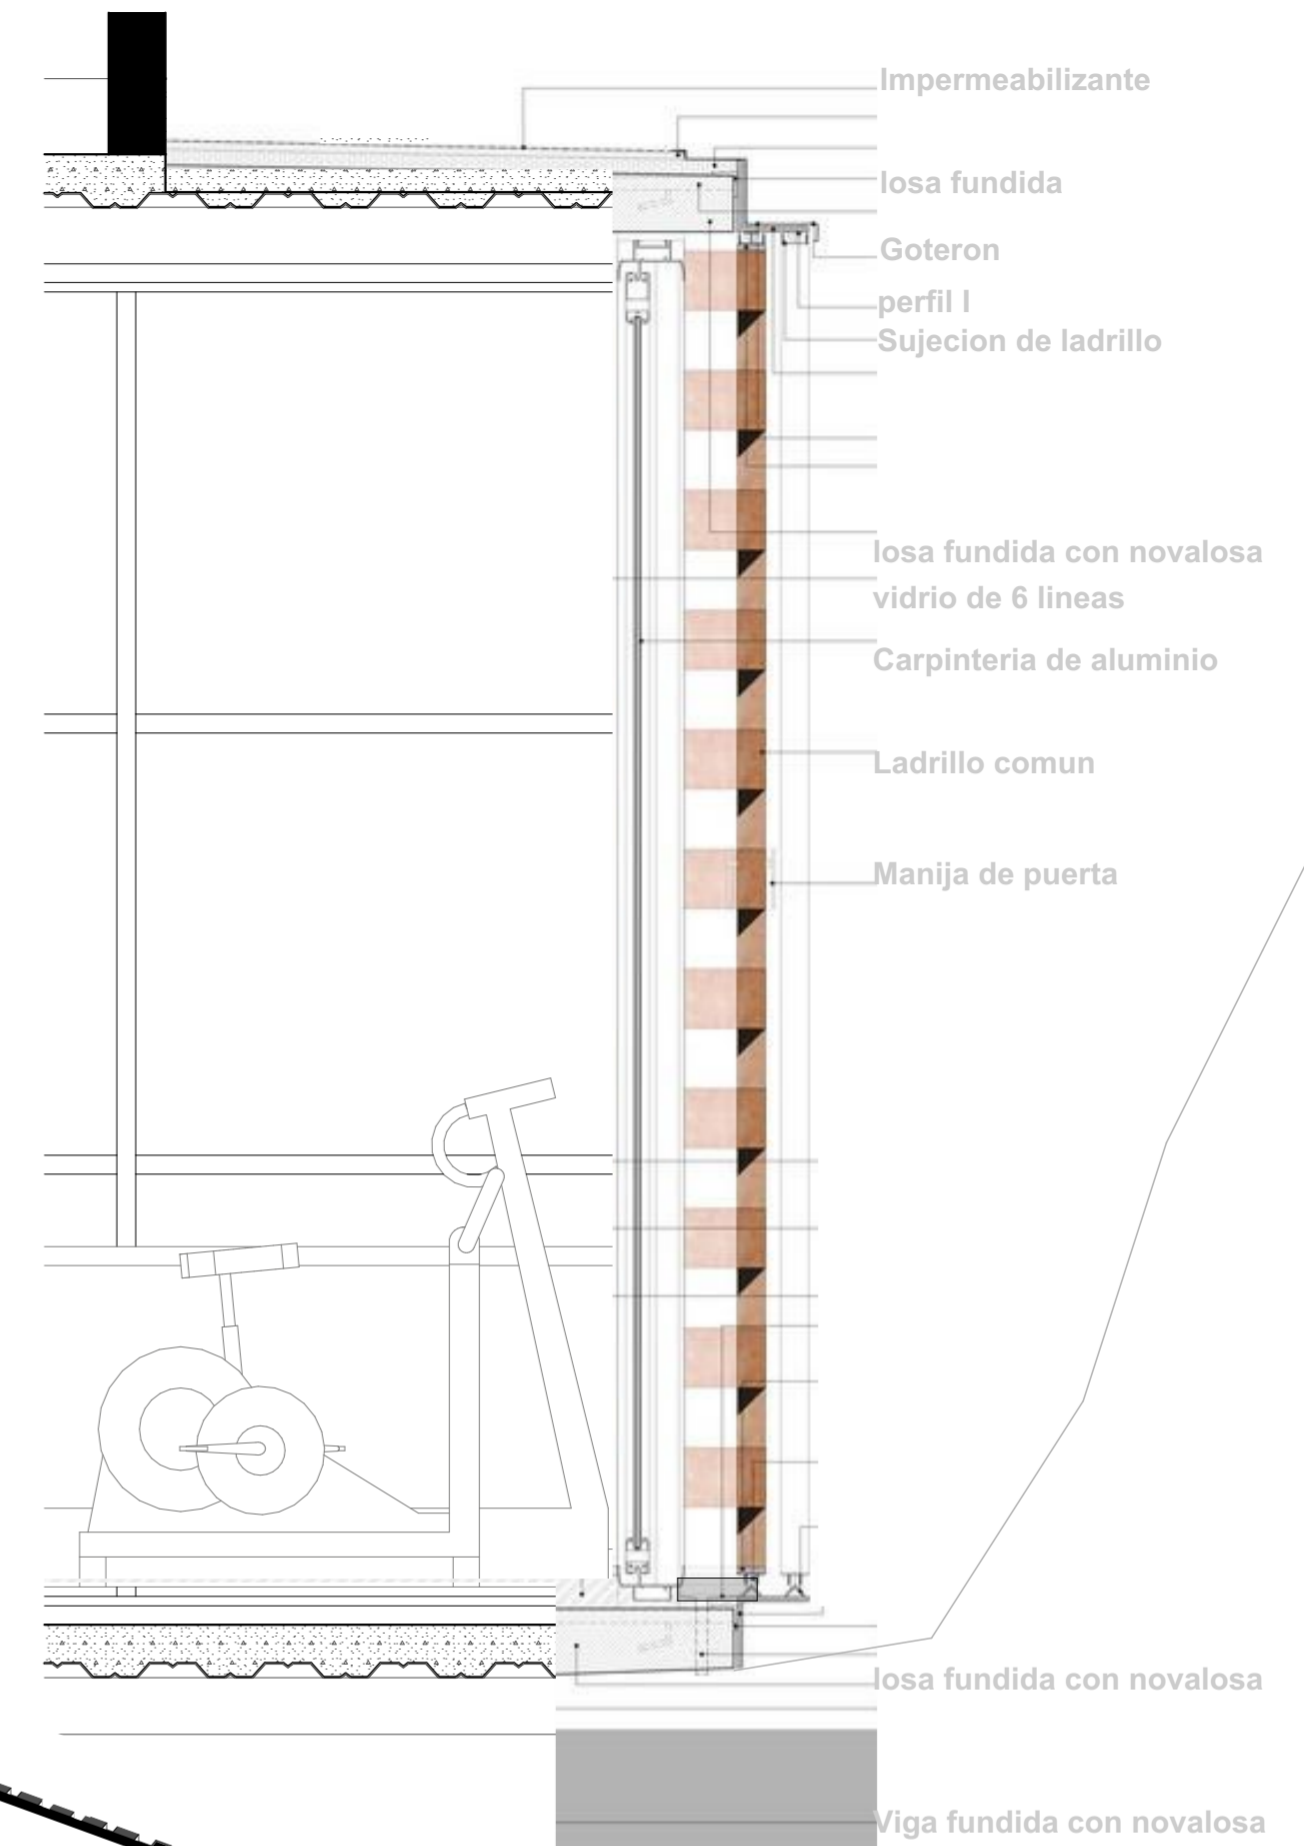 Impermeabilizante
losa fundida
Goteron
perfil I
Sujecion de ladrillo
losa fundida con novalosa
vidrio de 6 lineas
Carpinteria de aluminio
Ladrillo comun
Manija de puerta
losa fundida con novalosa
Viga fundida con novalosa